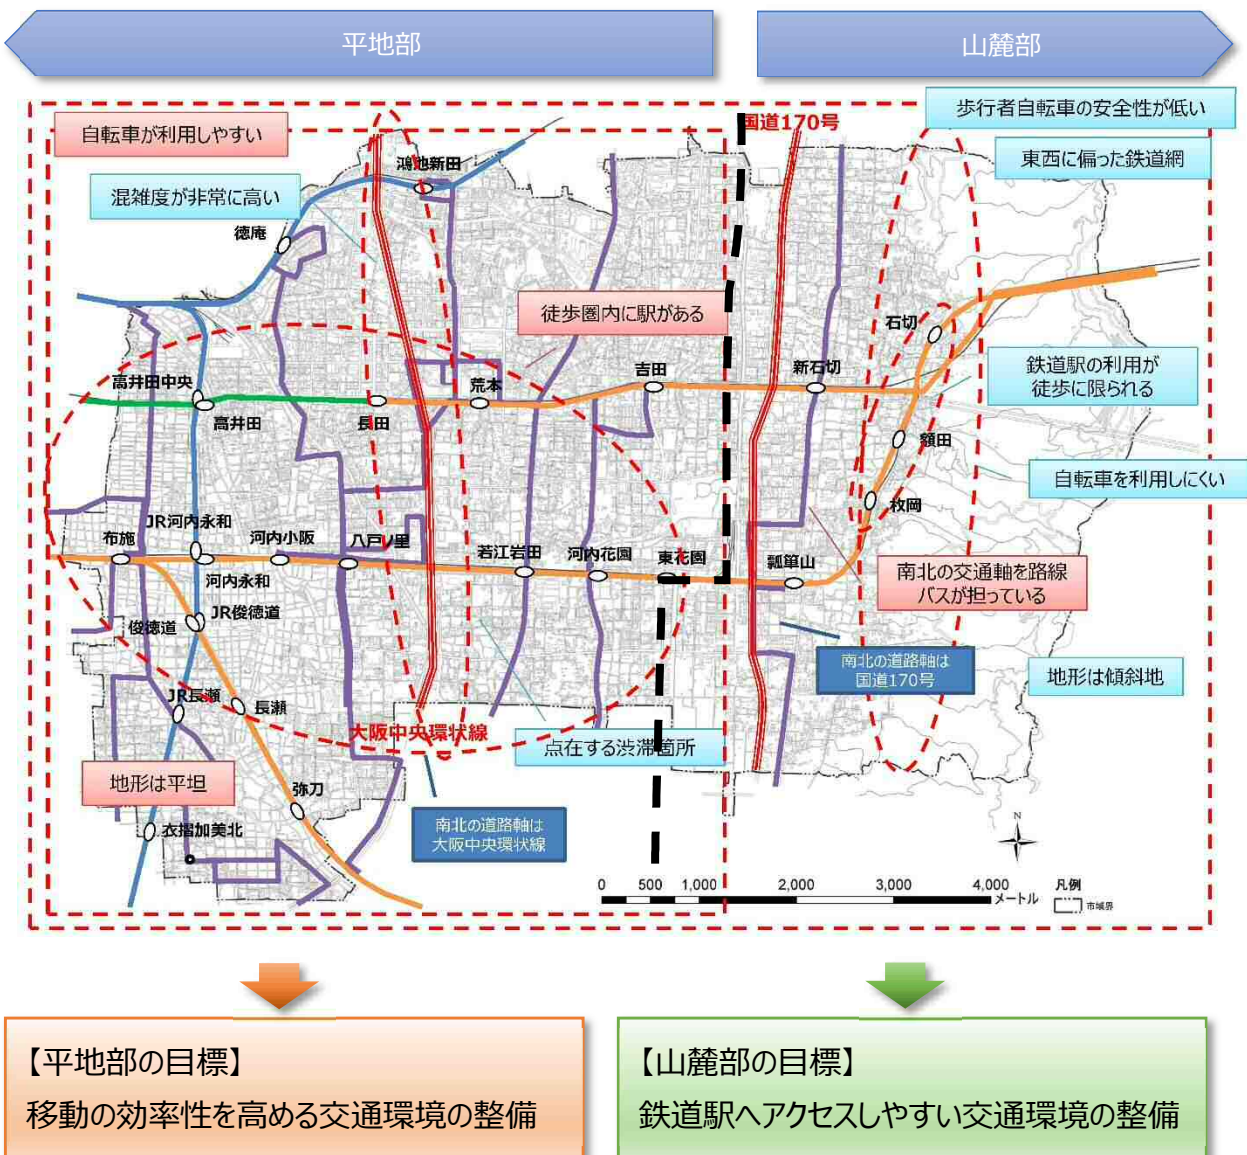 平地部
山麓部
歩行者自転車の安全性が低い
国道170号
自転車が利用しやすい
東西に偏った鉄道網
鴻池新田
混雑度が非常に高い
徳庵
徒歩圏内に駅がある
石切
鉄道駅の利用が
徒歩に限られる
吉田
新石切
高井田中央
荒本
高井田
長田
額田
自転車を利用しにくい
枚岡
JR河内永和
布施
河内小阪
八戸ノ里
若江岩田
河内花園
東花園
瓢箪山
河内永和
南北の交通軸を路線
バスが担っている
JR俊徳道
俊徳道
南北の道路軸は
国道170号
地形は傾斜地
JR長瀬
長瀬
大阪中央環状線
点在する渋滞箇所
地形は平坦
弥刀
衣摺加美北
南北の道路軸は
大阪中央環状線
N
0 500 1,000 2,000 3,000 4,000
メートル
凡例
市域界
【平地部の目標】
移動の効率性を高める交通環境の整備
【山麓部の目標】
鉄道駅へアクセスしやすい交通環境の整備